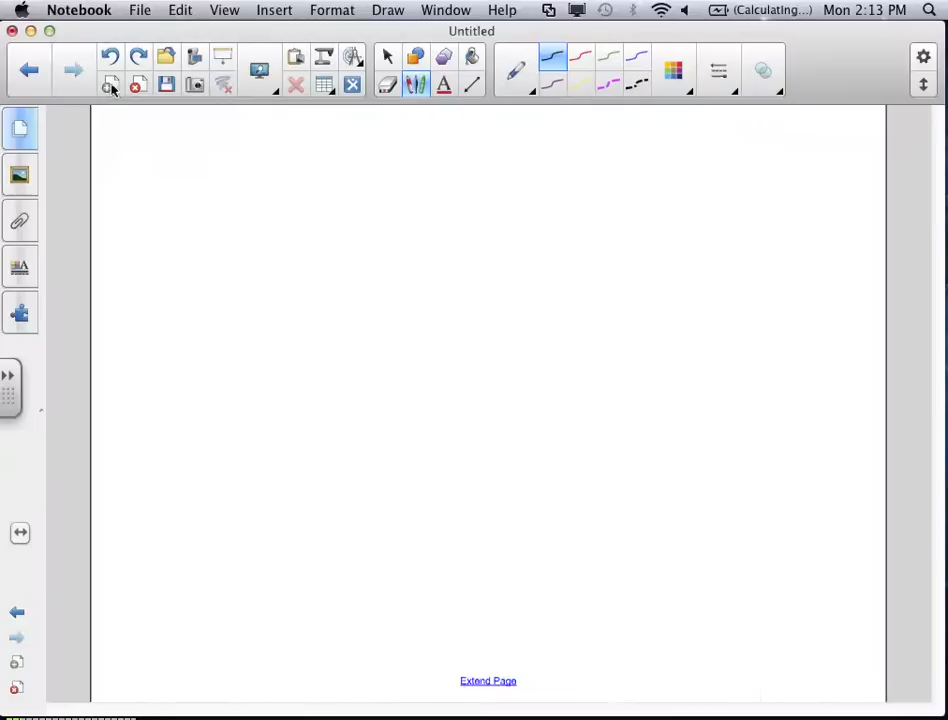 Notebook File Edit View Insert Format Draw Window Help (Calculating...) Mon 2:13 PM
Untitled
A
A
Extend Page